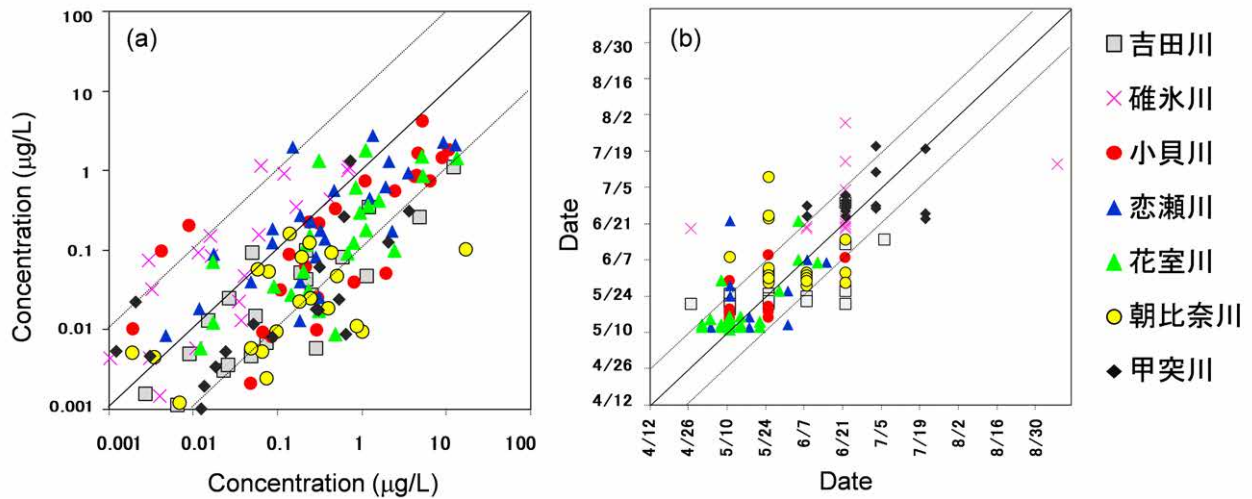 (a)
100
10
1
0.1
0.01
0.001
0.001 0.01 0.1 1 10 100
Concentration (μg/L)
Concentration (μg/L)
(b)
8/30
8/16
8/2
7/19
7/5
6/21
6/7
5/24
5/10
4/26
4/12
4/12 4/26 5/10 5/24 6/7 6/21 7/5 7/19 8/2 8/16 8/30
Date
Date
吉田川
碓氷川
小貝川
恋瀬川
花室川
朝比奈川
甲突川